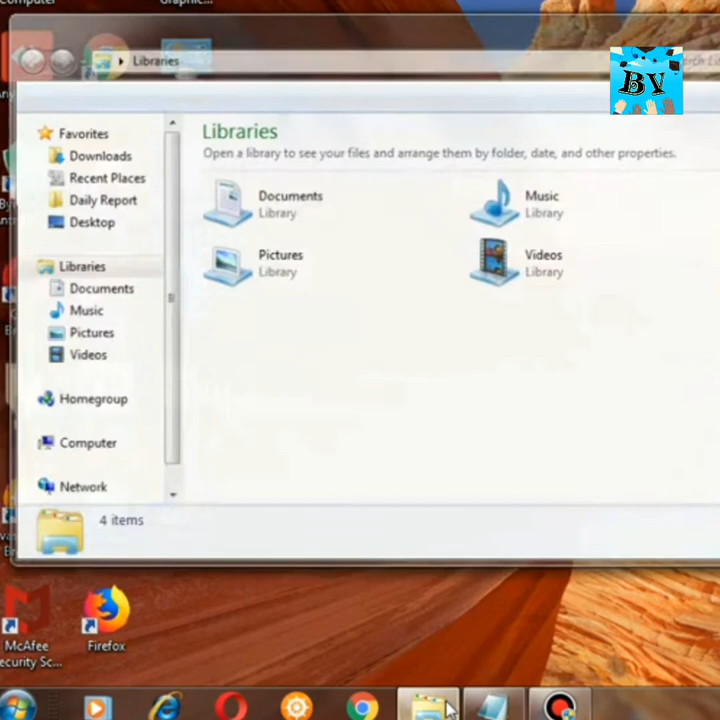 Computer
Graphic...
Libraries
BV
Favorites
Downloads
Recent Places
Daily Report
Desktop
Libraries
Documents
Music
Pictures
Videos
Homegroup
Computer
Network
Libraries
Open a library to see your files and arrange them by folder, date, and other properties.
Documents
Library
Music
Library
Pictures
Library
Videos
Library
4 items
McAfee
ecurity Sc...
Firefox